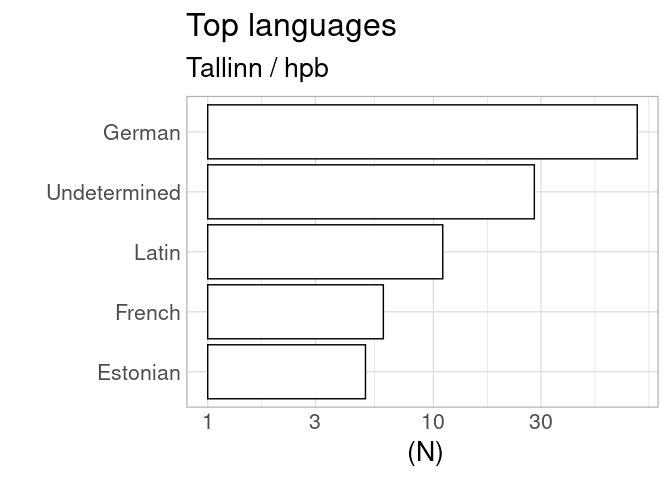 Top languages
Tallinn / hpb
German
Undetermined
Latin
French
Estonian
1 3 10 30
(N)